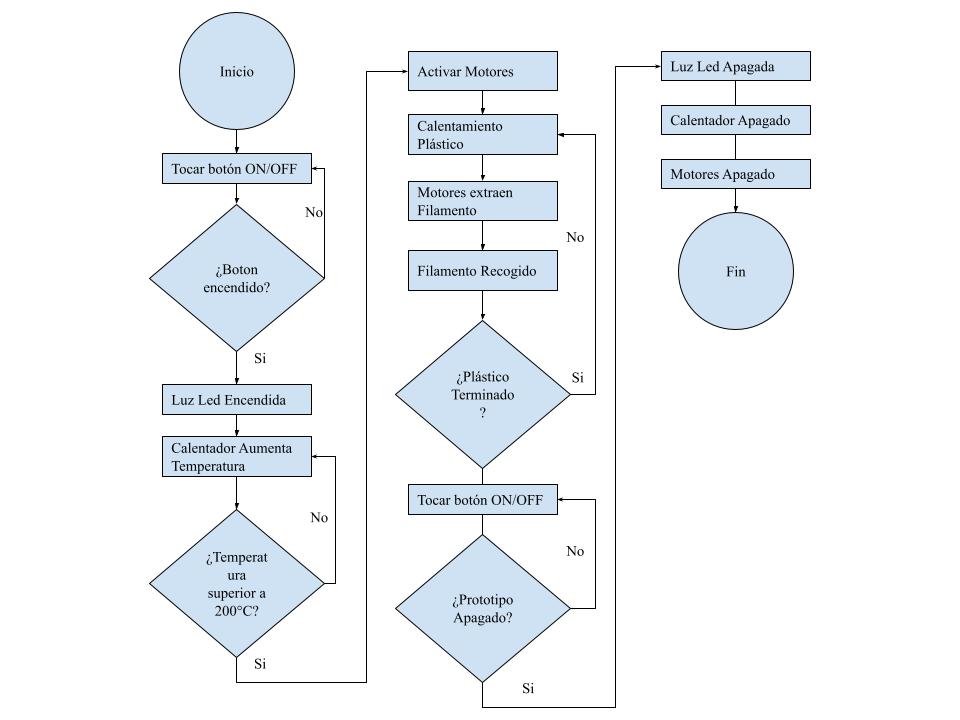 Inicio
Tocar botón ON/OFF
No
¿Boton
encendido?
Si
Luz Led Encendida
Calentador Aumenta
Temperatura
No
¿Temperat
ura
superior a
200°C?
Si
Activar Motores
Calentamiento
Plástico
Motores extraen
Filamento
No
Filamento Recogido
¿Plástico
Terminado
?
Si
Tocar botón ON/OFF
No
¿Prototipo
Apagado?
Si
Luz Led Apagada
Calentador Apagado
Motores Apagado
Fin